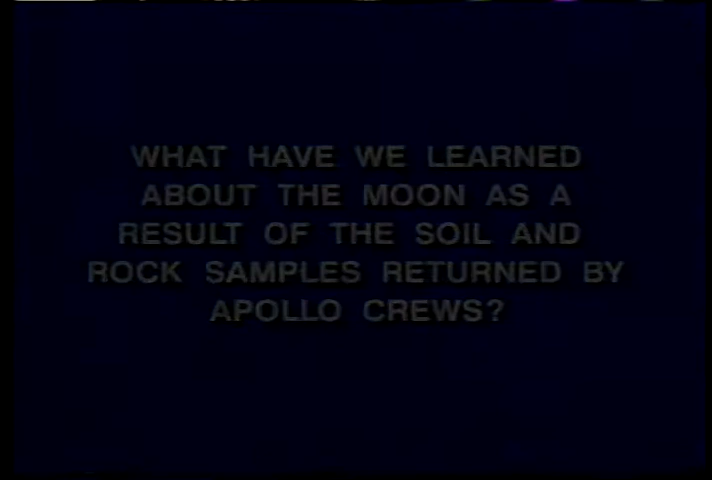 WHAT HAVE WE LEARNED
ABOUT THE MOON AS A
RESULT OF THE SOIL AND
ROCK SAMPLES RETURNED BY
APOLLO CREWS?